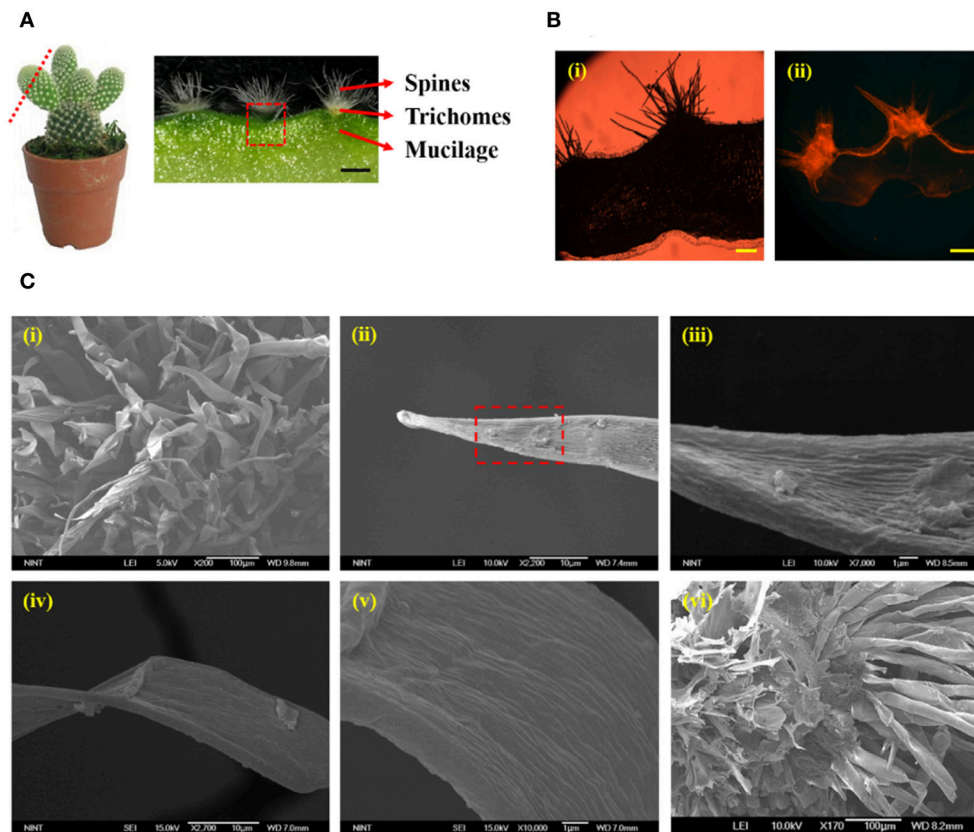 A
B
Spines
Trichomes
Mucilage
(i)
(ii)
C
(i)
(ii)
(iii)
NINT LEI 5.0kV X200 100µm WD 9.8mm
NINT LEI 10.0kV X2,200 10µm WD 7.4mm
NINT LEI 10.0kV X7,000 1µm WD 8.5mm
(iv)
(v)
(vi)
NINT SEI 15.0kV X2,700 10µm WD 7.0mm
NINT SEI 15.0kV X10,000 1µm WD 7.0mm
LEI 10.0kV X170 100µm WD 8.2mm